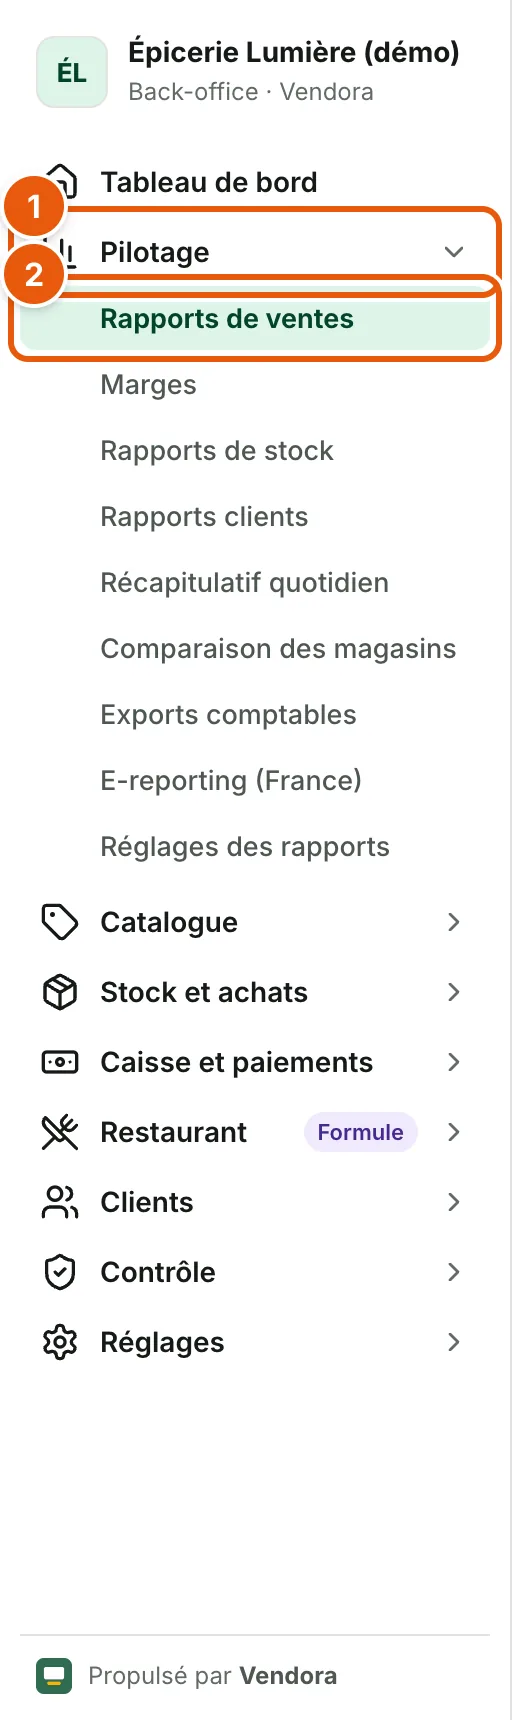 ÉL
Épicerie Lumière (démo)
Back-office · Vendora
Tableau de bord
1
Pilotage
2
Rapports de ventes
Marges
Rapports de stock
Rapports clients
Récapitulatif quotidien
Comparaison des magasins
Exports comptables
E-reporting (France)
Réglages des rapports
Catalogue
Stock et achats
Caisse et paiements
Restaurant Formule
Clients
Contrôle
Réglages
Propulsé par Vendora